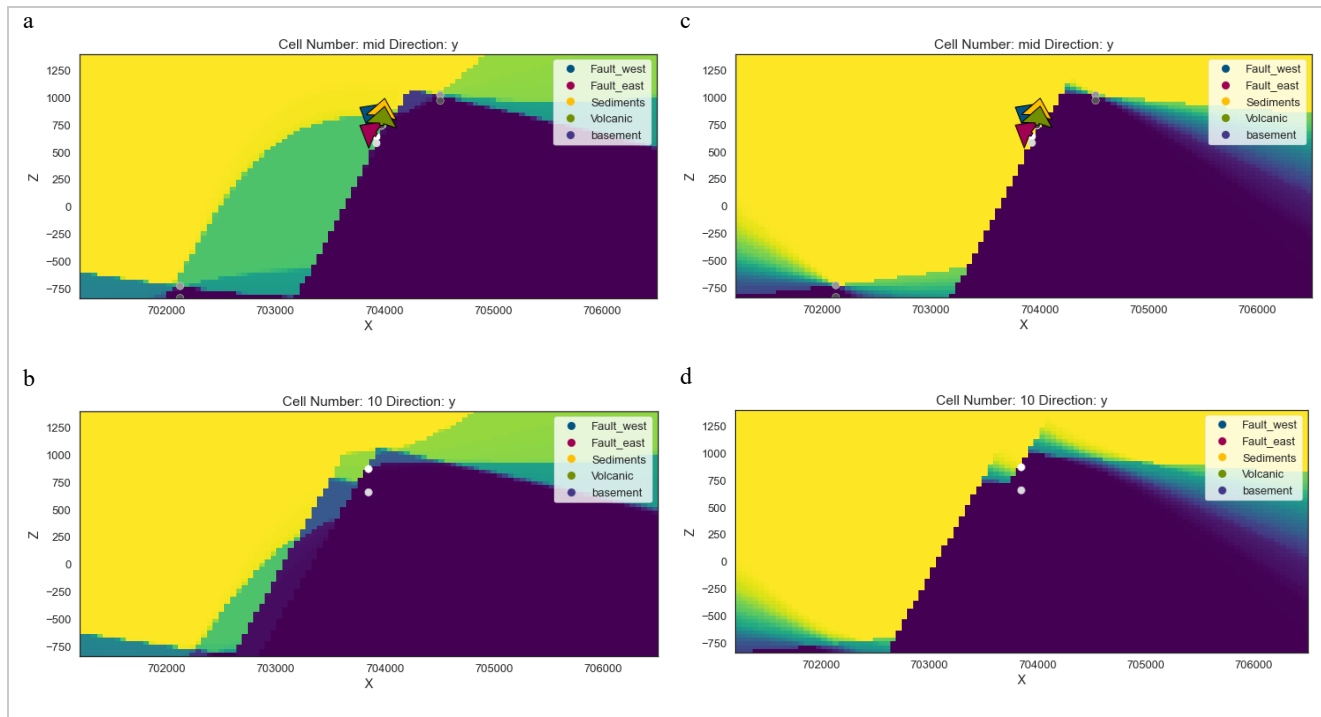 a
Cell Number: mid Direction: y
1250
1000
750
500
250
0
−250
−500
−750
Z
Fault_west
Fault_east
Sediments
Volcanic
basement
702000
703000
704000
705000
706000
X
c
Cell Number: mid Direction: y
1250
1000
750
500
250
0
−250
−500
−750
Z
Fault_west
Fault_east
Sediments
Volcanic
basement
702000
703000
704000
705000
706000
X
b
Cell Number: 10 Direction: y
1250
1000
750
500
250
0
−250
−500
−750
Z
Fault_west
Fault_east
Sediments
Volcanic
basement
702000
703000
704000
705000
706000
X
d
Cell Number: 10 Direction: y
1250
1000
750
500
250
0
−250
−500
−750
Z
Fault_west
Fault_east
Sediments
Volcanic
basement
702000
703000
704000
705000
706000
X